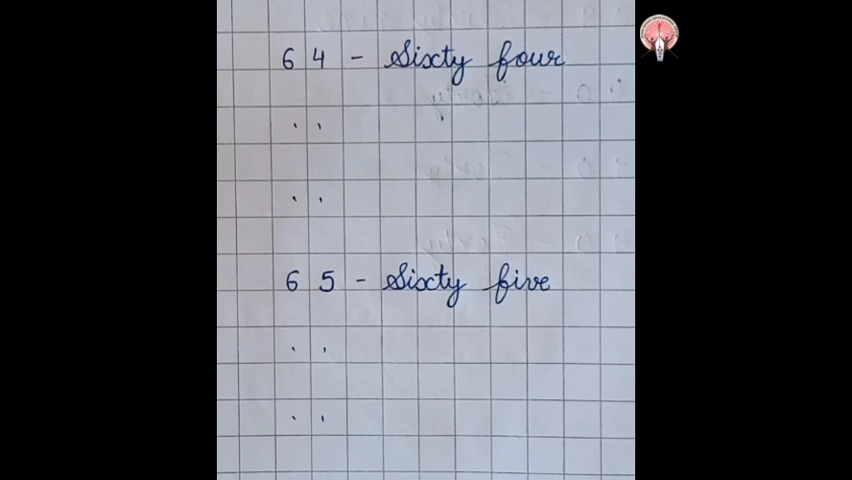 64 - Sixty four
. .
. .
65 - Sixty five
. .
. .